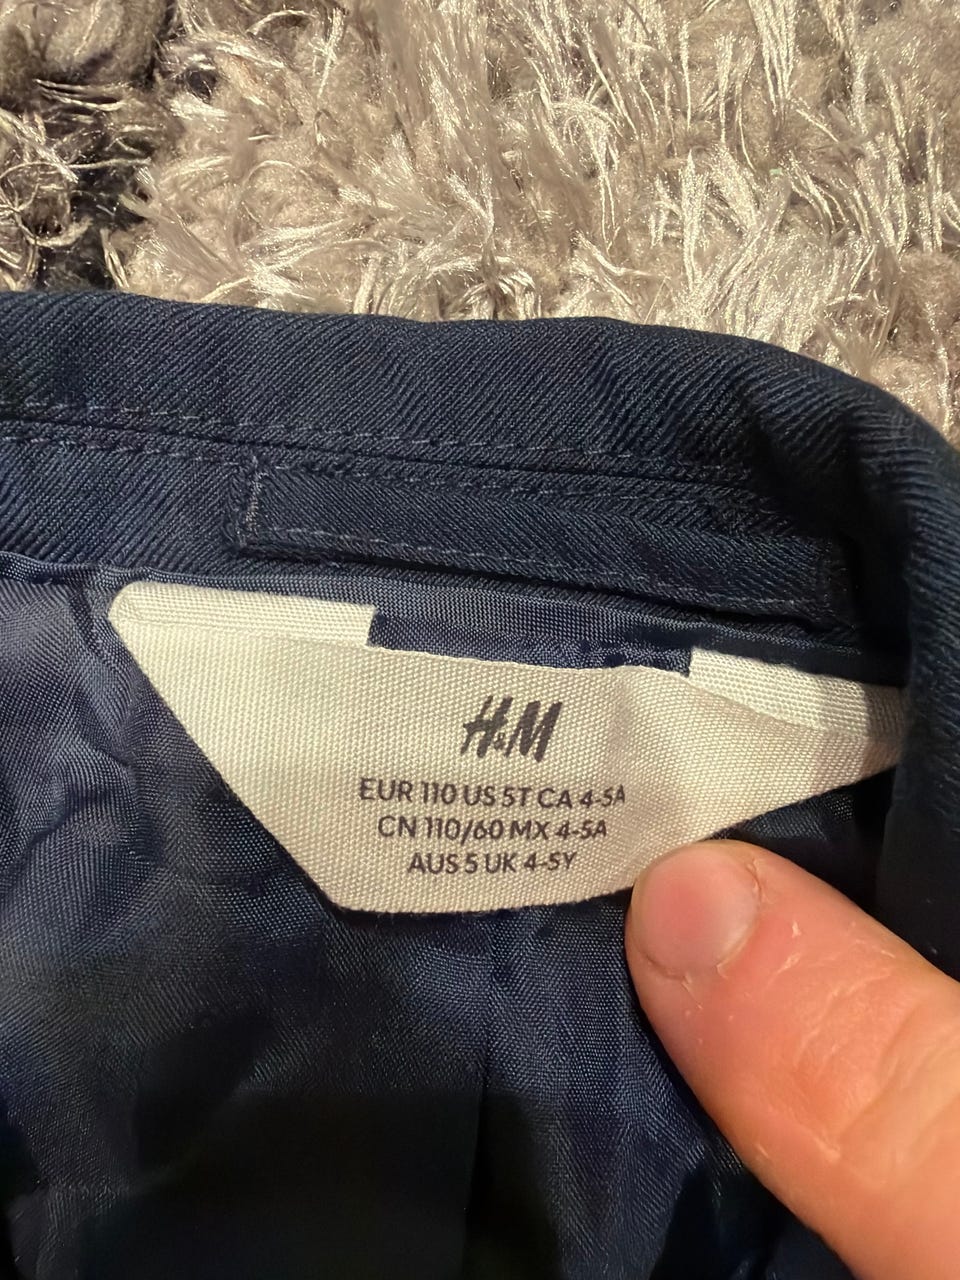 H&M
EUR 110 US 5T CA 4-5A
CN 110/60 MX 4-5A
AUS 5 UK 4-5Y